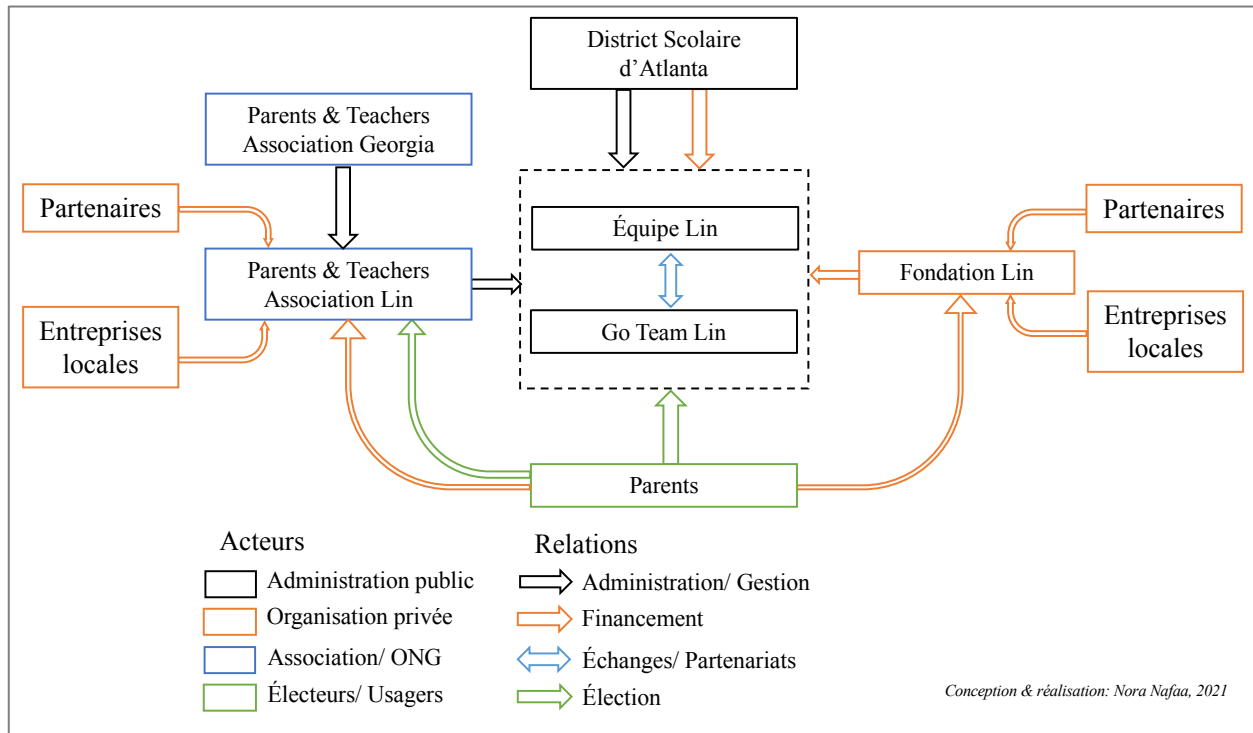 District Scolaire
d'Atlanta
Parents & Teachers
Association Georgia
Partenaires
Partenaires
Équipe Lin
Parents & Teachers
Association Lin
Fondation Lin
Entreprises
locales
Go Team Lin
Entreprises
locales
Parents
Acteurs
Administration public
Organisation privée
Association/ ONG
Électeurs/ Usagers
Relations
Administration/ Gestion
Financement
Échanges/ Partenariats
Élection
Conception & réalisation: Nora Nafaa, 2021